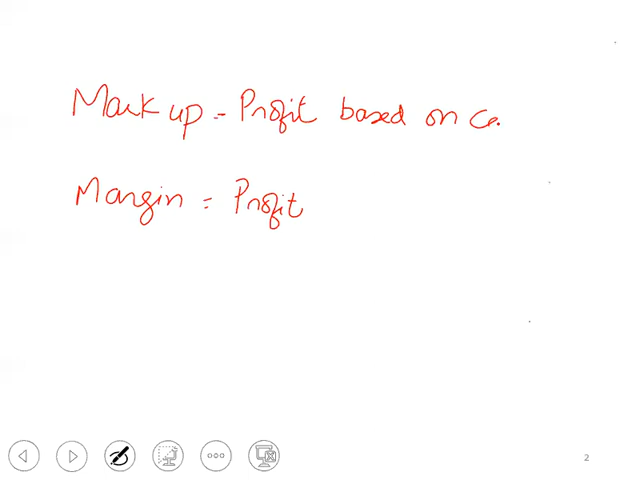 Mark up = Profit based on Co.
Margin = Profit
2